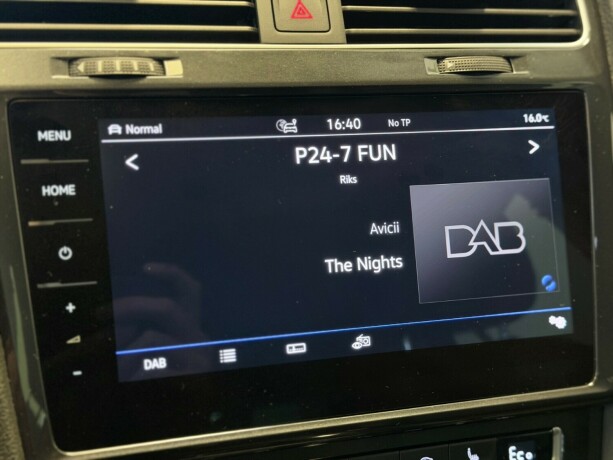 MENU
HOME
Normal
16:40
No TP
16.0°C
P24-7 FUN
Riks
Avicii
The Nights
DAB
DAB
+
-